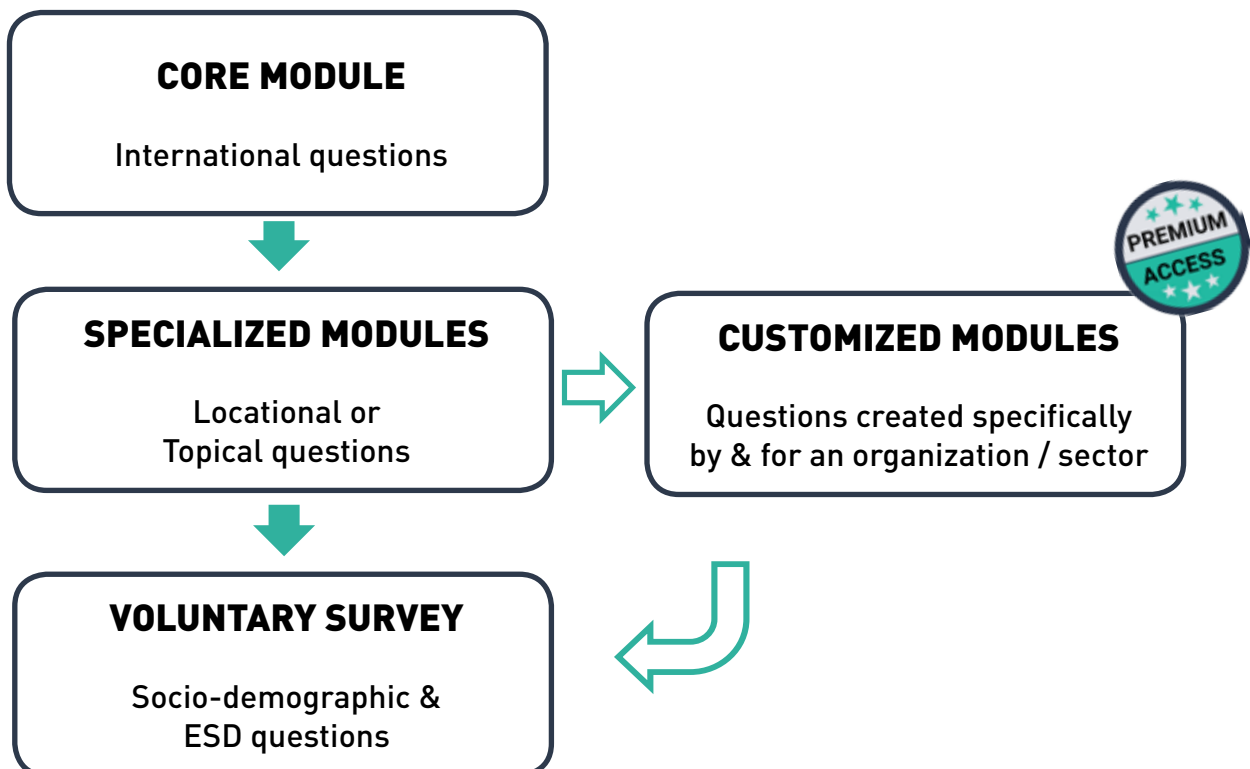 CORE MODULE
International questions
SPECIALIZED MODULES
Locational or
Topical questions
PREMIUM
ACCESS
CUSTOMIZED MODULES
Questions created specifically
by & for an organization / sector
VOLUNTARY SURVEY
Socio-demographic &
ESD questions